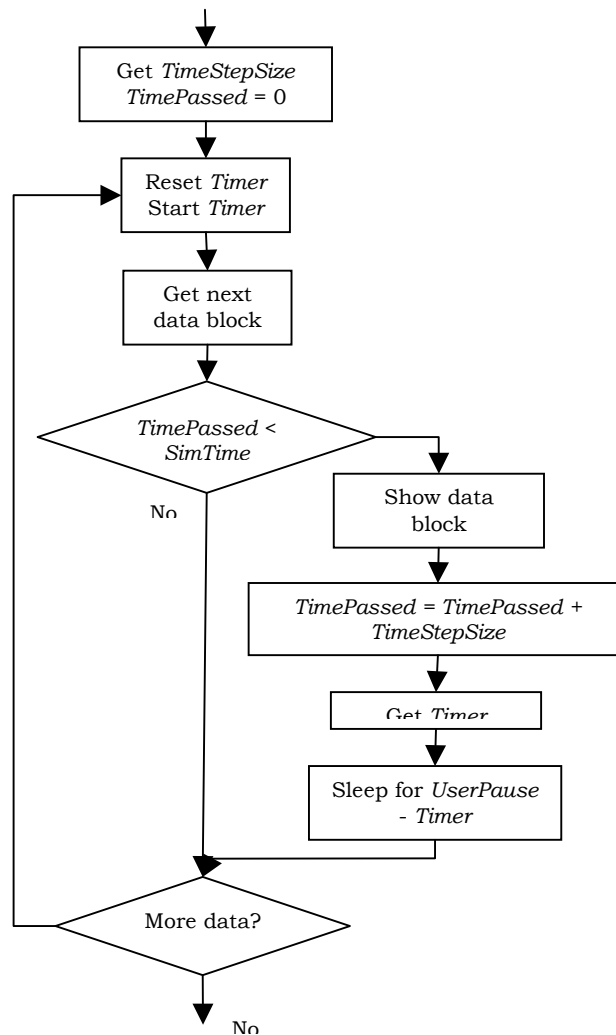 Get TimeStepSize
TimePassed = 0
Reset Timer
Start Timer
Get next
data block
TimePassed <
SimTime
No
Show data
block
TimePassed = TimePassed +
TimeStepSize
Get Timer
Sleep for UserPause
- Timer
More data?
No